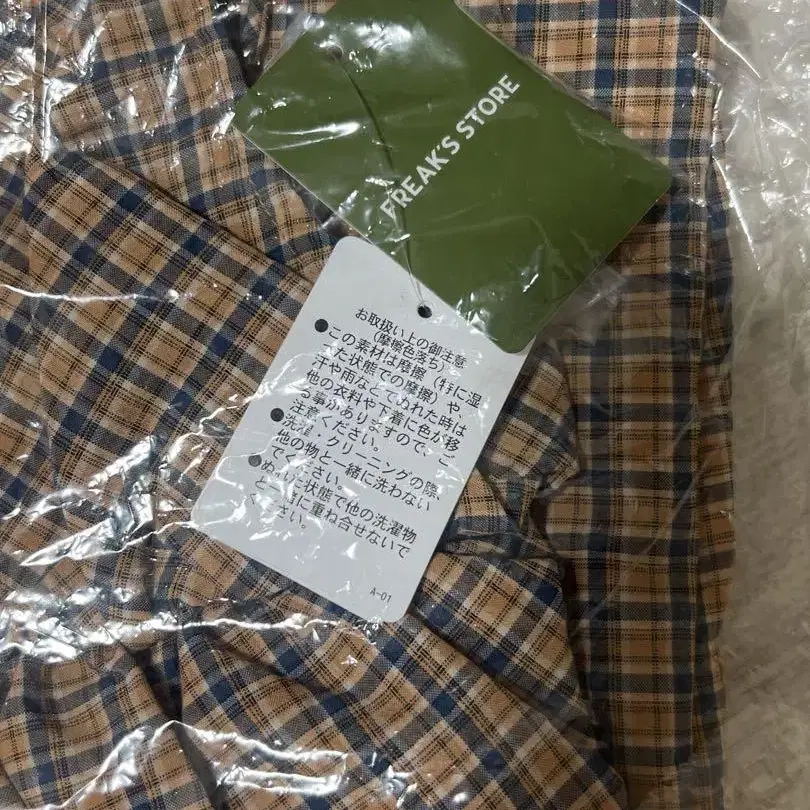 FREAK'S STORE
お取扱い上の御注意
(摩擦色落ち)
●この素材は摩擦(特に湿
った状態での摩擦)や
汗や雨などでぬれた時は
他の衣料や下着に色が移
る事がありますので、ご
注意ください。
●洗濯・クリーニングの際、
他の物と一緒に洗わない
でください。
●ぬれた状態で他の洗濯物
と一緒に重ね合せないで
ください。
A-01